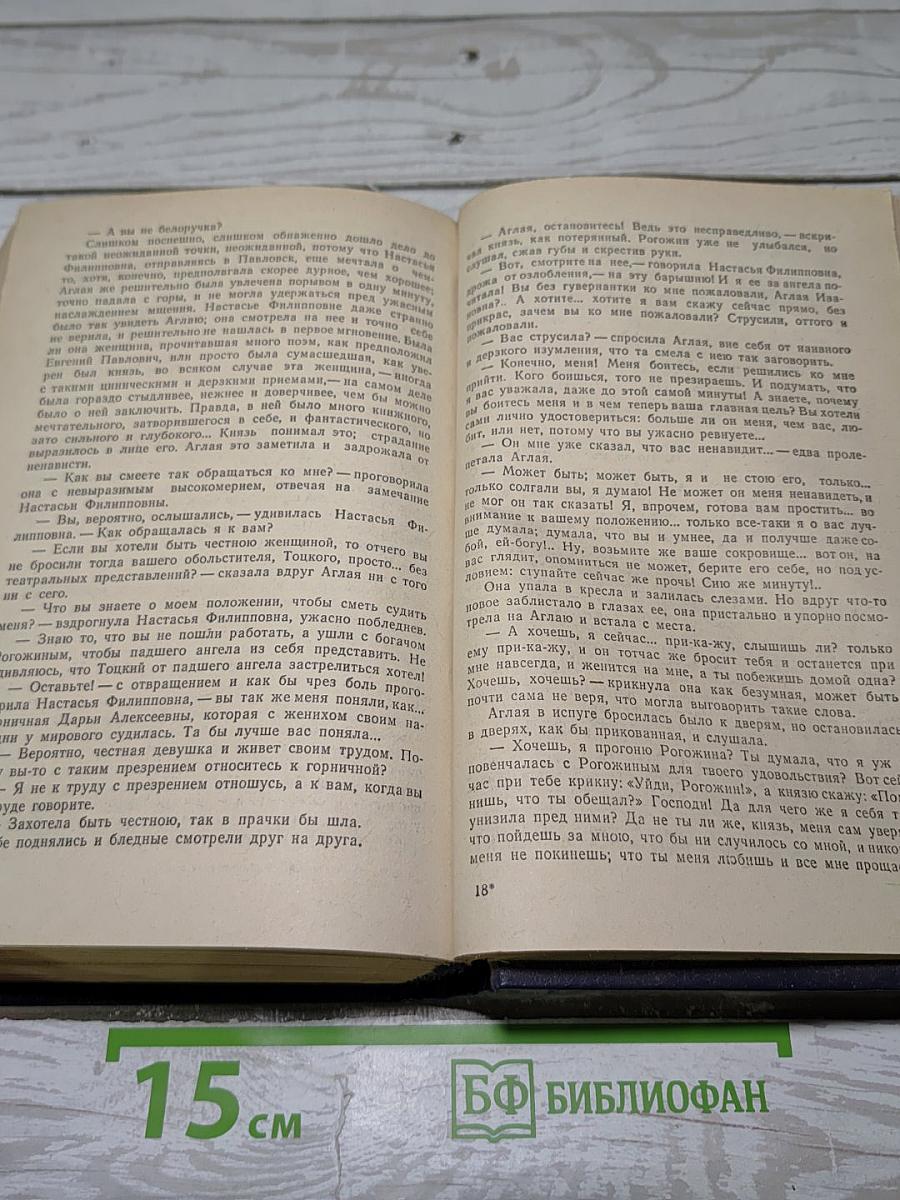 — А вы не белоручка?
Слишком поспешно, слишком обнаженно дошло дело до
такой неожиданной точки, неожиданной, потому что Настасья
Филипповна, отправляясь в Павловск, еще мечтала о чем-
то, хотя, конечно, предполагала скорее дурное, чем хорошее;
Аглая же решительно была увлечена порывом в одну минуту,
точно падала с горы, и не могла удержаться пред ужасным
наслаждением мщения. Настасье Филипповне даже странно
было так увидеть Аглаю; она смотрела на нее и точно себе
не верила, и решительно не нашлась в первое мгновение. Была
ли она женщина, прочитавшая много поэм, как предположил
Евгений Павлович, или просто была сумасшедшая, как уве-
рен был князь, во всяком случае эта женщина,— иногда
с такими циническими и дерзкими приемами,— на самом деле
была гораздо стыдливее, нежнее и доверчивее, чем бы можно
было о ней заключить. Правда, в ней было много книжного,
мечтательного, затворившегося в себе, и фантастического, но
зато сильного и глубокого... Князь понимал это; страдание
выразилось в лице его. Аглая это заметила и задрожала от
ненависти.
— Как вы смеете так обращаться ко мне? — проговорила
она с невыразимым высокомерием, отвечая на замечание
Настасьи Филипповны.
— Вы, вероятно, ослышались,— удивилась Настасья Фи-
липповна.— Как обращалась я к вам?
— Если вы хотели быть честною женщиной, то отчего вы
не бросили тогда вашего обольстителя, Тоцкого, просто... без
театральных представлений? — сказала вдруг Аглая ни с того
ни с сего.
— Что вы знаете о моем положении, чтобы сметь судить
меня? — вздрогнула Настасья Филипповна, ужасно побледнев.
— Знаю то, что вы не пошли работать, а ушли с богачом
Рогожиным, чтобы падшего ангела из себя представить. Не
удивляюсь, что Тоцкий от падшего ангела застрелиться хотел!
— Оставьте! — с отвращением и как бы чрез боль прого-
ворила Настасья Филипповна,— вы так же меня поняли, как...
орничная Дарьи Алексеевны, которая с женихом своим на-
дни у мирового судилась. Та бы лучше вас поняла...
— Вероятно, честная девушка и живет своим трудом. По-
у вы-то с таким презрением относитесь к горничной?
— Я не к труду с презрением отношусь, а к вам, когда вы
руде говорите.
Захотела быть честною, так в прачки бы шла.
бе поднялись и бледные смотрели друг на друга.
— Аглая, остановитесь! Ведь это несправедливо,— вскри-
чал князь, как потерянный. Рогожин уже не улыбался, но
слушал, сжав губы и скрестив руки.
— Вот, смотрите на нее,— говорила Настасья Филипповна,
дрожа от озлобления,— на эту барышню! И я ее за ангела по-
читала! Вы без гувернантки ко мне пожаловали, Аглая Ива-
новна?.. А хотите... хотите я вам скажу сейчас прямо, без
прикрас, зачем вы ко мне пожаловали? Струсили, оттого и
пожаловали.
— Вас струсила? — спросила Аглая, вне себя от наивного
и дерзкого изумления, что та смела с нею так заговорить.
— Конечно, меня! Меня боитесь, если решились ко мне
прийти. Кого боишься, того не презираешь. И подумать, что
я вас уважала, даже до этой самой минуты! А знаете, почему
вы боитесь меня и в чем теперь ваша главная цель? Вы хотели
сами лично удостовериться: больше ли он меня, чем вас, лю-
бит, или нет, потому что вы ужасно ревнуете...
— Он мне уже сказал, что вас ненавидит... — едва проле-
петала Аглая.
— Может быть; может быть, я и не стою его, только...
только солгали вы, я думаю! Не может он меня ненавидеть, и
не мог он так сказать! Я, впрочем, готова вам простить... во
внимание к вашему положению... только все-таки я о вас луч-
ше думала; думала, что вы и умнее, да и получше даже со-
бой, ей-богу!.. Ну, возьмите же ваше сокровище... вот он, на
вас глядит, опомниться не может, берите его себе, но под ус-
ловием: ступайте сейчас же прочь! Сию же минуту!..
Она упала в кресла и залилась слезами. Но вдруг что-то
новое заблистало в глазах ее, она пристально и упорно посмо-
трела на Аглаю и встала с места.
— А хочешь, я сейчас... при-ка-жу, слышишь ли? только
ему при-ка-жу, и он тотчас же бросит тебя и останется при
мне навсегда, и женится на мне, а ты побежишь домой одна?
Хочешь, хочешь? — крикнула она как безумная, может быть
почти сама не веря, что могла выговорить такие слова.
Аглая в испуге бросилась было к дверям, но остановилась
в дверях, как бы прикованная, и слушала.
— Хочешь, я прогоню Рогожина? Ты думала, что я уж
повенчалась с Рогожиным для твоего удовольствия? Вот сей
час при тебе крикну: «Уйди, Рогожин!», а князю скажу: «Пом
нишь, что ты обещал?» Господи! Да для чего же я себя т
унизила пред ними? Да не ты ли же, князь, меня сам увер
что пойдешь за мною, что бы ни случилось со мной, и нико
меня не покинешь; что ты меня любишь и все мне проща
18*
15 см
БФ БИБЛИОФАН